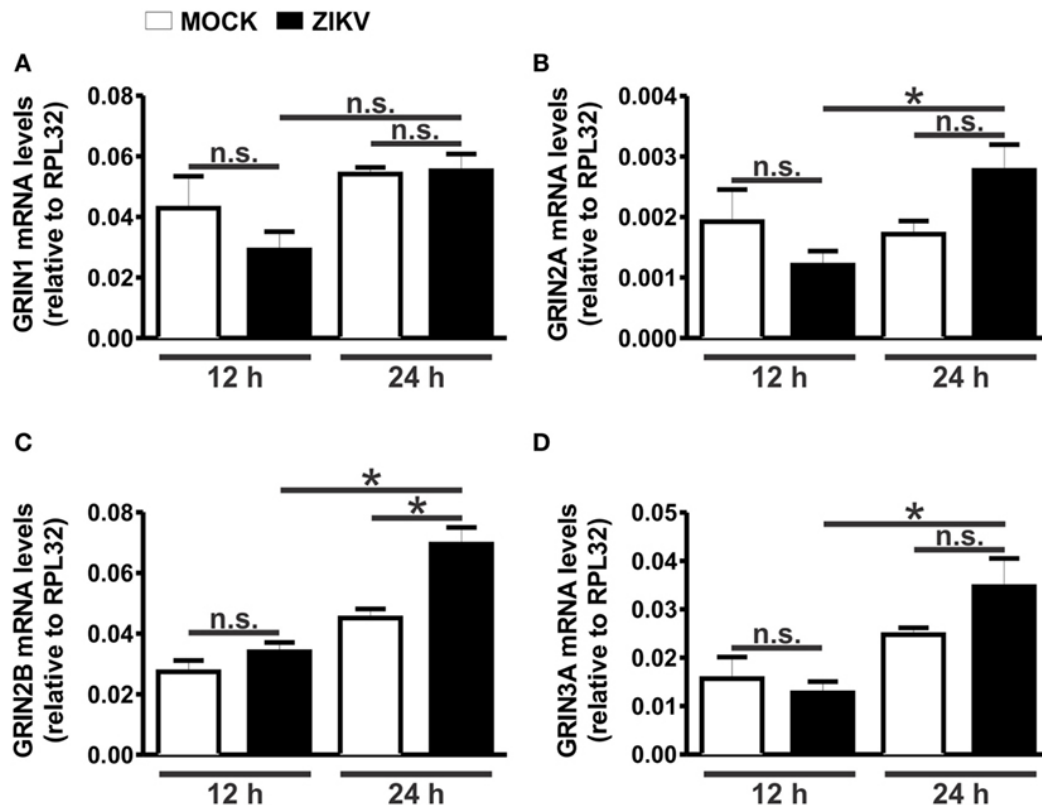 MOCK ZIKV
A
GRIN1 mRNA levels
(relative to RPL32)
0.08
0.06
0.04
0.02
0.00
n.s.
n.s.
n.s.
12 h
24 h
B
GRIN2A mRNA levels
(relative to RPL32)
0.004
0.003
0.002
0.001
0.000
*
n.s.
n.s.
12 h
24 h
C
GRIN2B mRNA levels
(relative to RPL32)
0.08
0.06
0.04
0.02
0.00
*
*
n.s.
12 h
24 h
D
GRIN3A mRNA levels
(relative to RPL32)
0.05
0.04
0.03
0.02
0.01
0.00
*
n.s.
n.s.
12 h
24 h